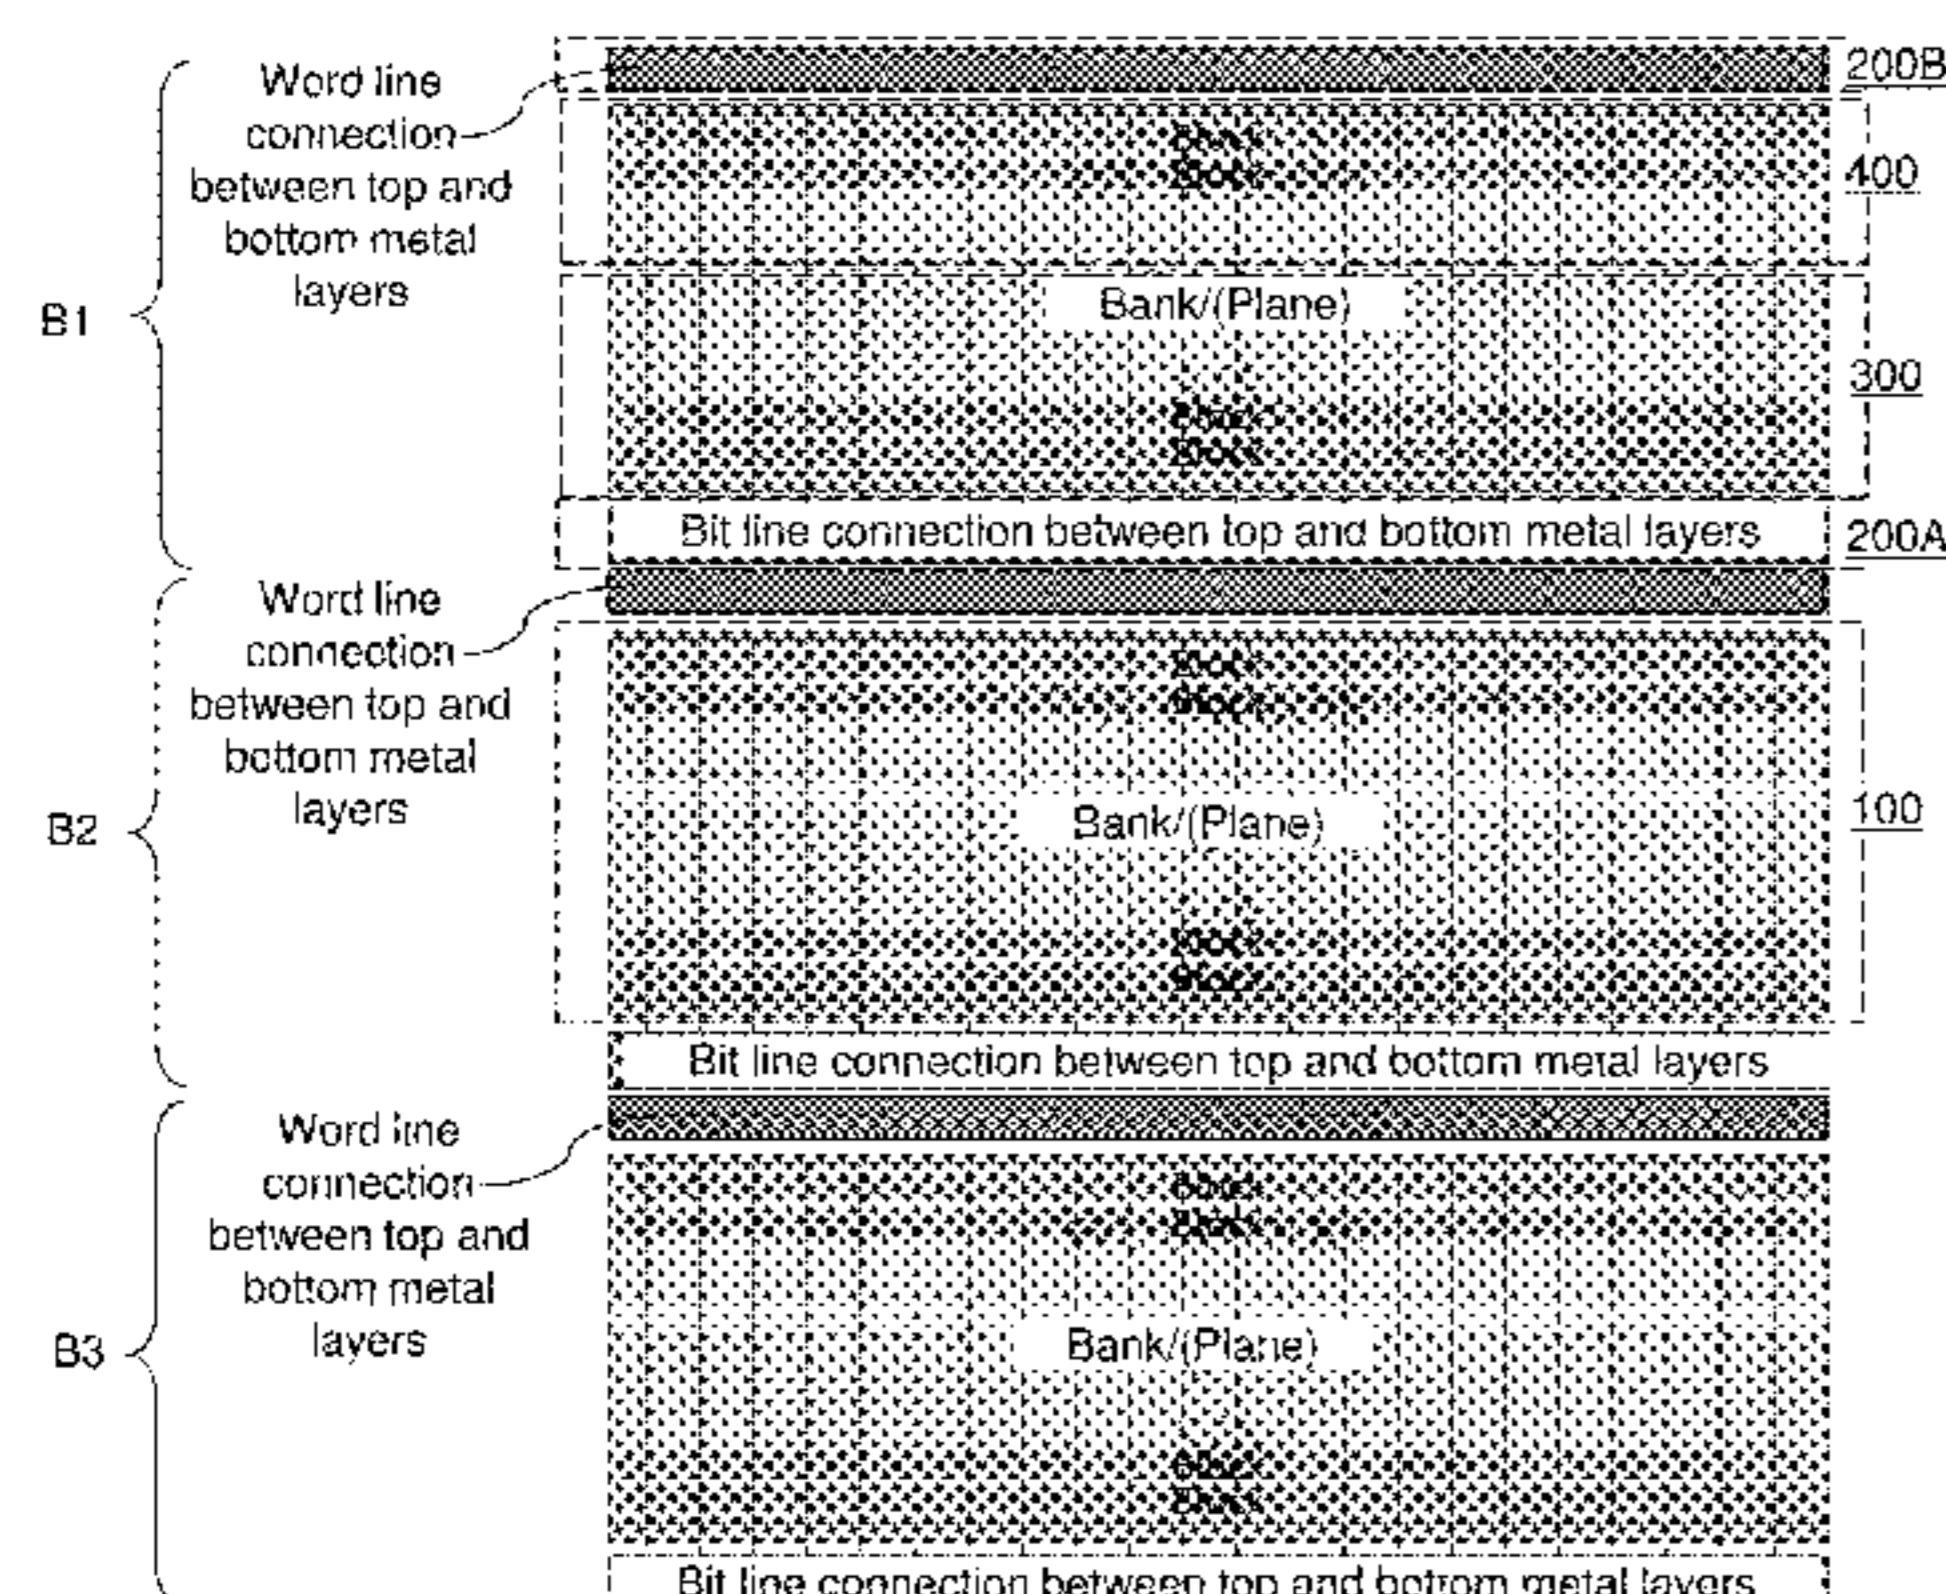 Word line
connection
between top and
bottom metal
layers
B1
200B
400
Block
Bank/(Plane)
300
Block
Block
Bit line connection between top and bottom metal layers
200A
Word line
connection
between top and
bottom metal
layers
B2
Block
Block
Bank/(Plane)
100
Block
Block
Bit line connection between top and bottom metal layers
Word line
connection
between top and
bottom metal
layers
B3
Block
Block
Bank/(Plane)
Block
Block
Bit line connection between top and bottom metal layers